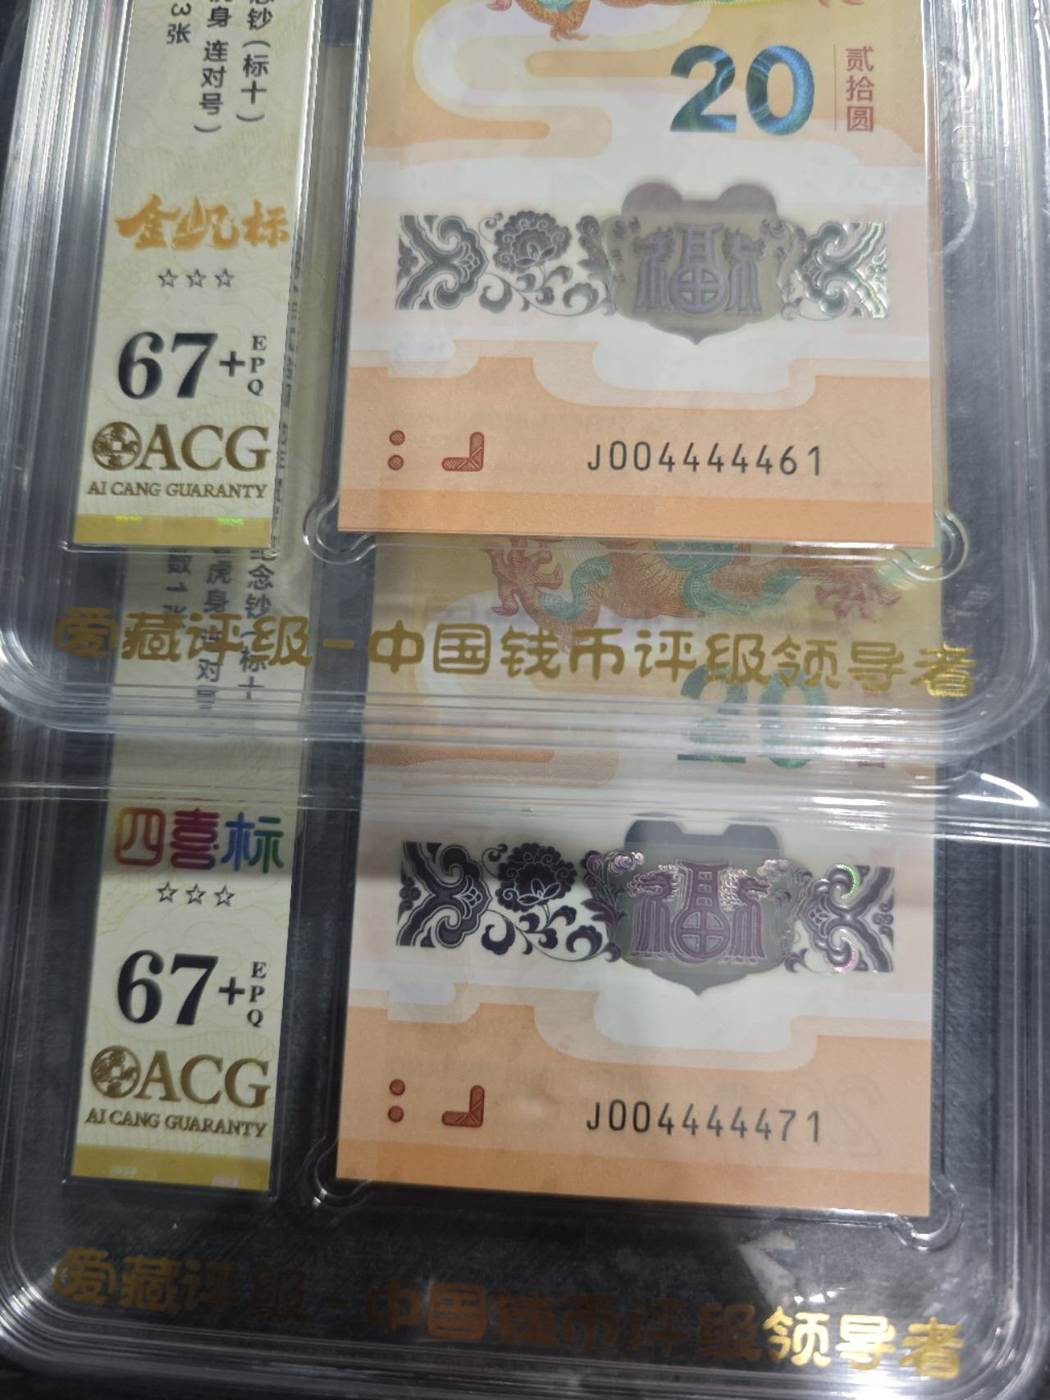 念钞(标十)
身 连对号)
3张
金虎标
☆☆☆
67+EPQ
ACG
AI CANG GUARANTY
20
贰拾圆
福
J004444461
爱藏评级-中国钱币评级领导者
念钞(标十
虎身 连对号
数1张
20
四喜标
☆☆☆
67+EPQ
ACG
AI CANG GUARANTY
福
J004444471
爱藏评级-中国钱币评级领导者